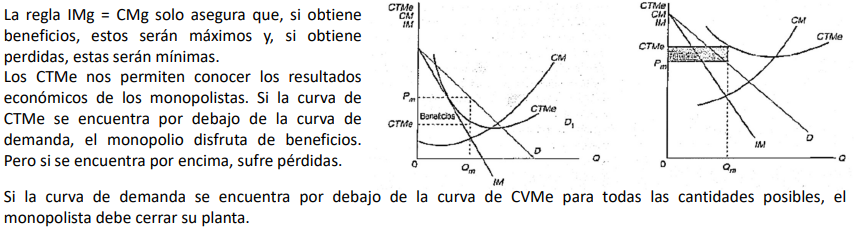 La regla IMg = CMg solo asegura que, si obtiene
beneficios, estos serán máximos y, si obtiene
perdidas, estas serán mínimas.
Los CTMe nos permiten conocer los resultados
económicos de los monopolistas. Si la curva de
CTMe se encuentra por debajo de la curva de
demanda, el monopolio disfruta de beneficios.
Pero si se encuentra por encima, sufre pérdidas.
CTMe
CM
IM
CM
Pm
Beneficios
CTMe
CTMe
D₁
0
Qm
D
Q
IM
CTMe
CM
IM
CM
CTMe
CTMe
Pm
D
IM
0
Qm
Q
Si la curva de demanda se encuentra por debajo de la curva de CVMe para todas las cantidades posibles, el
monopolista debe cerrar su planta.